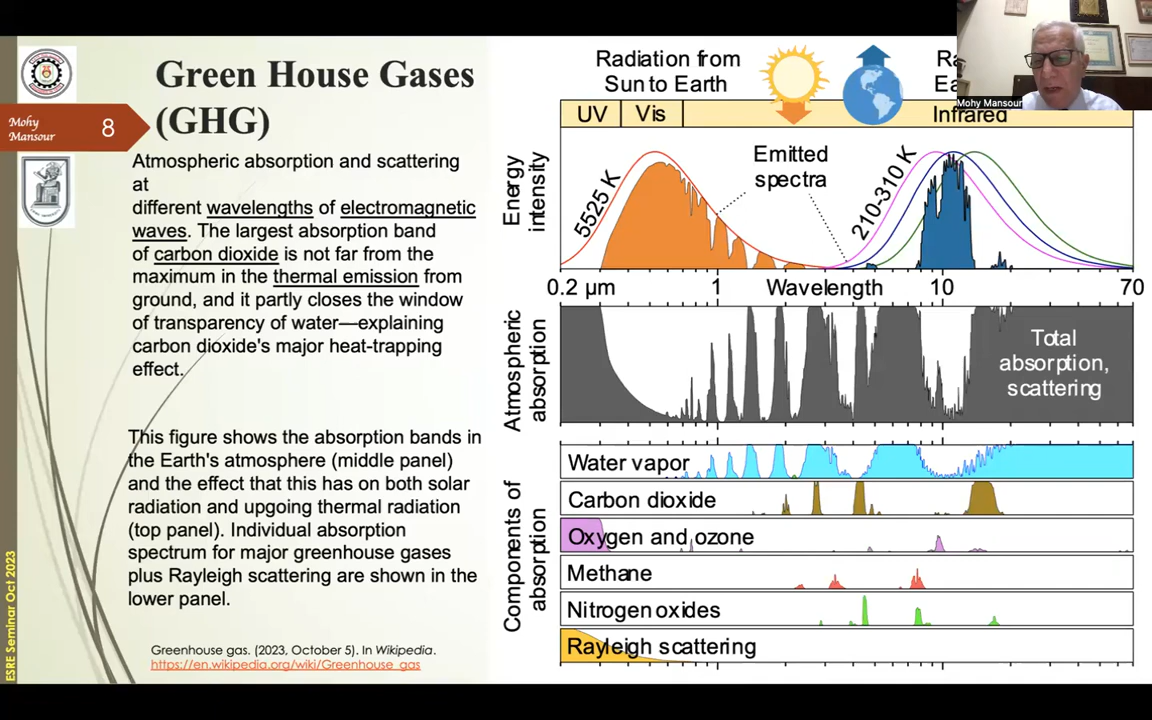 Green House Gases
(GHG)
Mohy
Mansour
8
Atmospheric absorption and scattering
at
different wavelengths of electromagnetic
waves. The largest absorption band
of carbon dioxide is not far from the
maximum in the thermal emission from
ground, and it partly closes the window
of transparency of water—explaining
carbon dioxide's major heat-trapping
effect.
This figure shows the absorption bands in
the Earth's atmosphere (middle panel)
and the effect that this has on both solar
radiation and upgoing thermal radiation
(top panel). Individual absorption
spectrum for major greenhouse gases
plus Rayleigh scattering are shown in the
lower panel.
Greenhouse gas. (2023, October 5). In Wikipedia.
https://en.wikipedia.org/wiki/Greenhouse_gas
ESRE Seminar Oct 2023
Radiation from
Sun to Earth
Mohy Mansour
UV
Vis
Infrared
Energy
intensity
5525 K
Emitted
spectra
210-310 K
0.2 µm
1
Wavelength
10
70
Atmospheric
absorption
Total
absorption,
scattering
Components of
absorption
Water vapor
Carbon dioxide
Oxygen and ozone
Methane
Nitrogen oxides
Rayleigh scattering